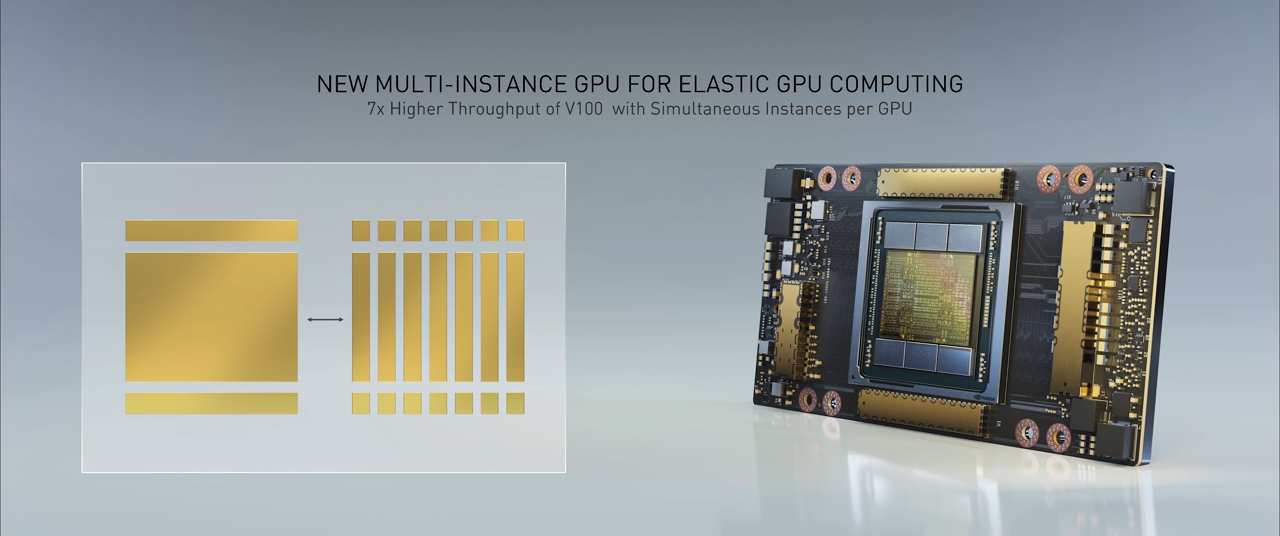 NEW MULTI-INSTANCE GPU FOR ELASTIC GPU COMPUTING
7x Higher Throughput of V100 with Simultaneous Instances per GPU